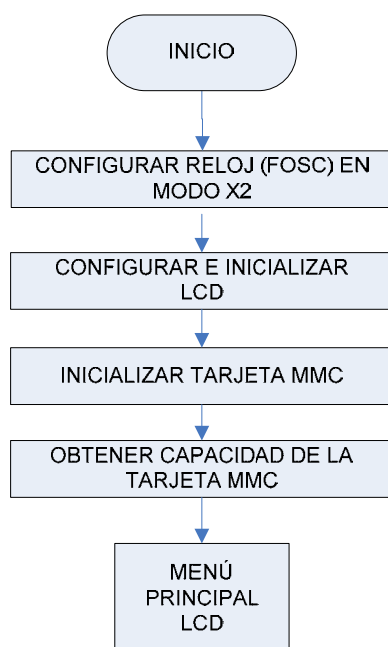 INICIO
CONFIGURAR RELOJ (FOSC) EN
MODO X2
CONFIGURAR E INICIALIZAR
LCD
INICIALIZAR TARJETA MMC
OBTENER CAPACIDAD DE LA
TARJETA MMC
MENÚ
PRINCIPAL
LCD